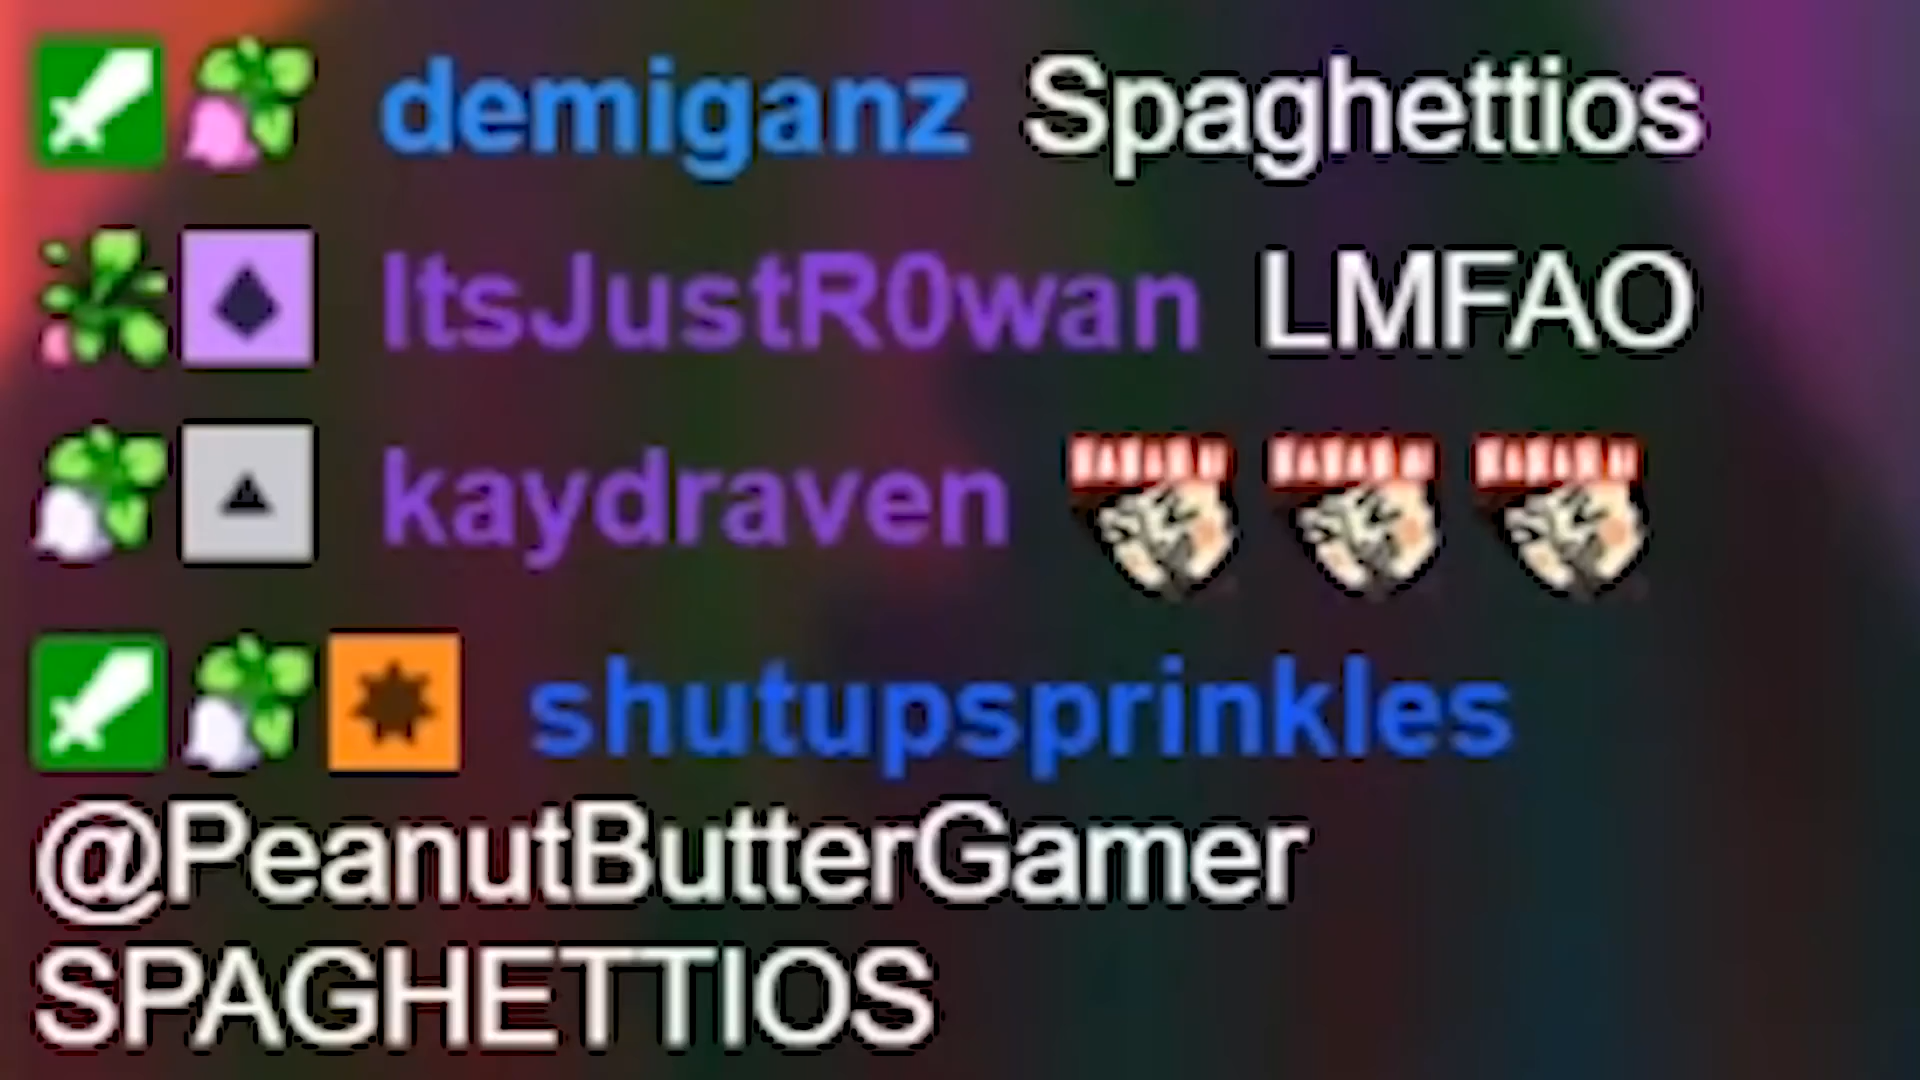 demiganz Spaghettios
ItsJustR0wan LMFAO
kaydraven
shutupsprinkles
@PeanutButterGamer
SPAGHETTIOS